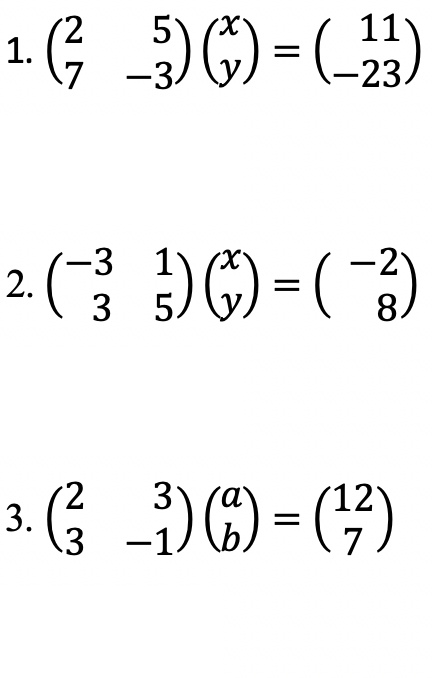 1. (2 5 7 −3) (x y) = (11 −23)
2. (−3 1 3 5) (x y) = (−2 8)
3. (2 3 3 −1) (a b) = (12 7)